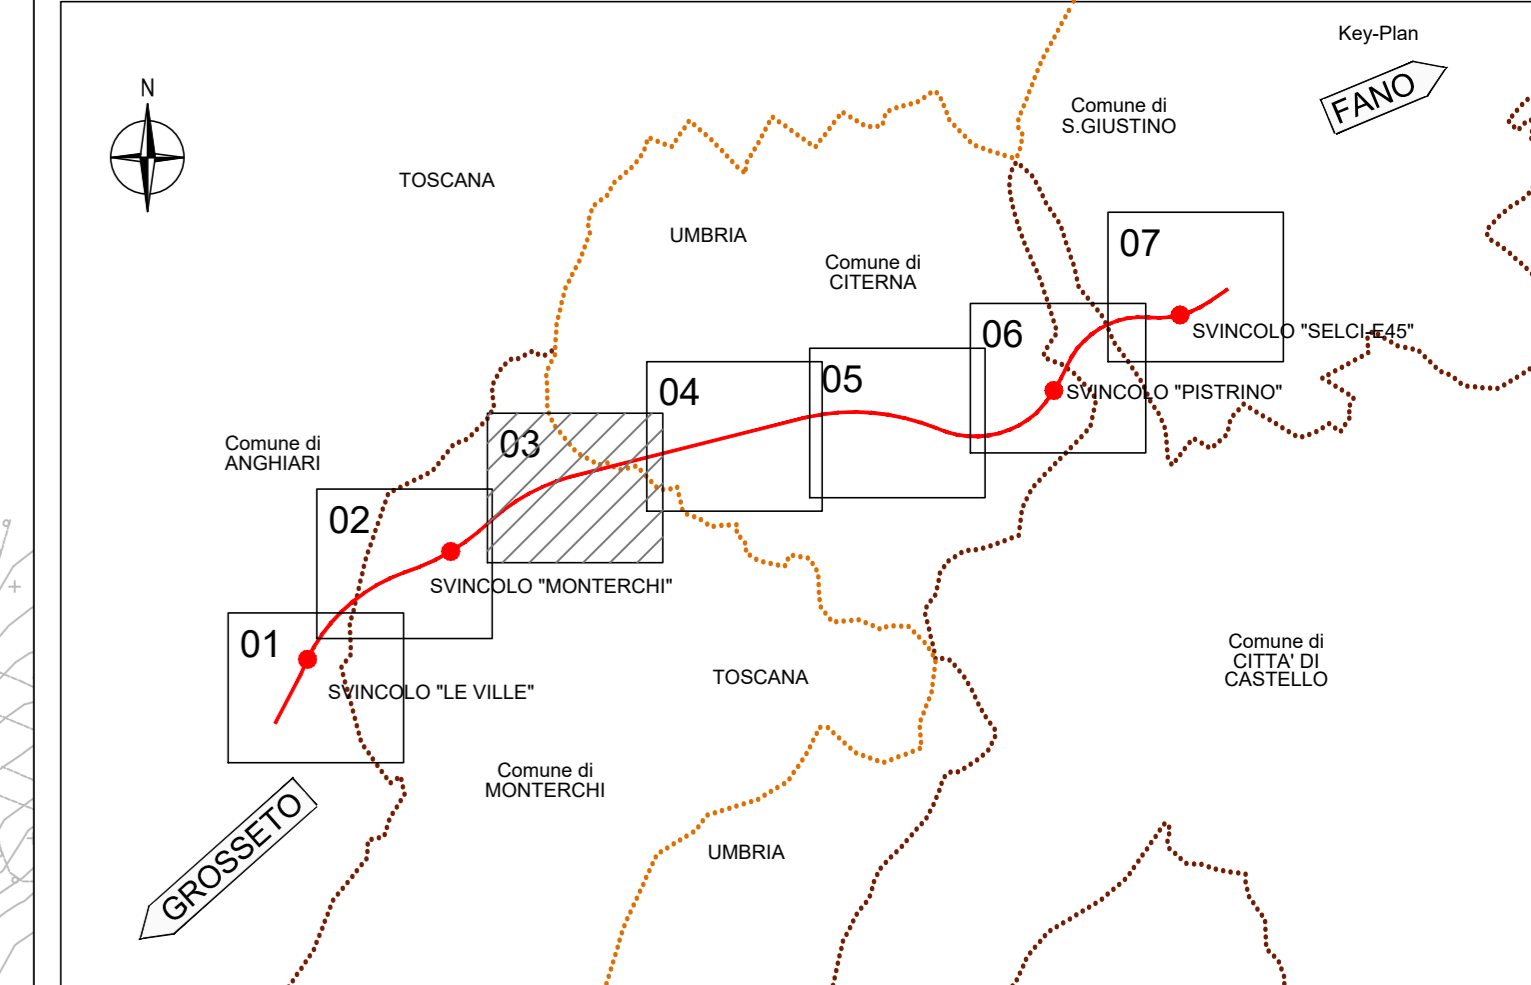 Key-Plan
N
FANO
Comune di
S.GIUSTINO
TOSCANA
UMBRIA
Comune di
CITERNA
07
SVINCOLO "SELCI-E45"
06
05
04
SVINCOLO "PISTRINO"
03
Comune di
ANGHIARI
02
SVINCOLO "MONTERCHI"
01
SVINCOLO "LE VILLE"
TOSCANA
Comune di
CITTA' DI
CASTELLO
Comune di
MONTERCHI
GROSSETO
UMBRIA